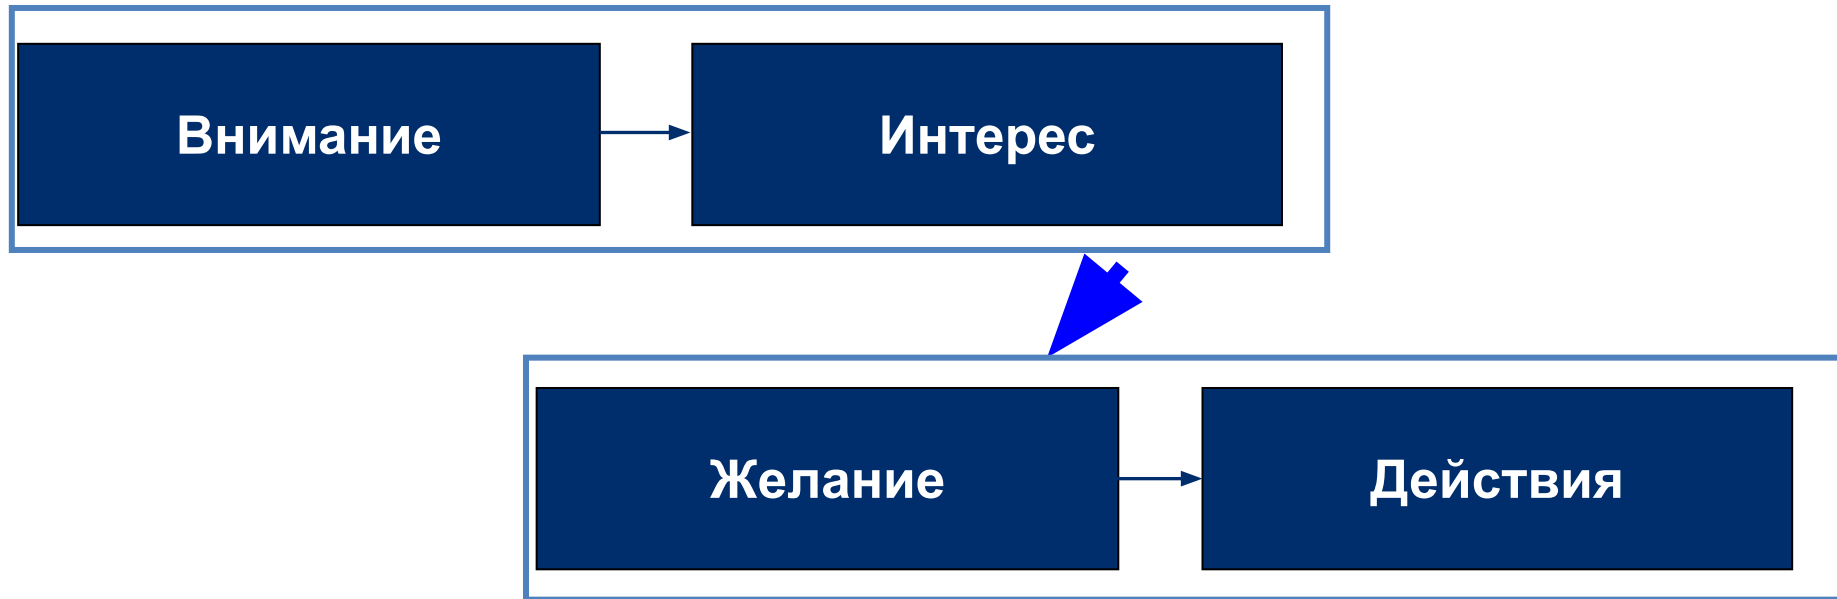 Внимание
Интерес
Желание
Действия